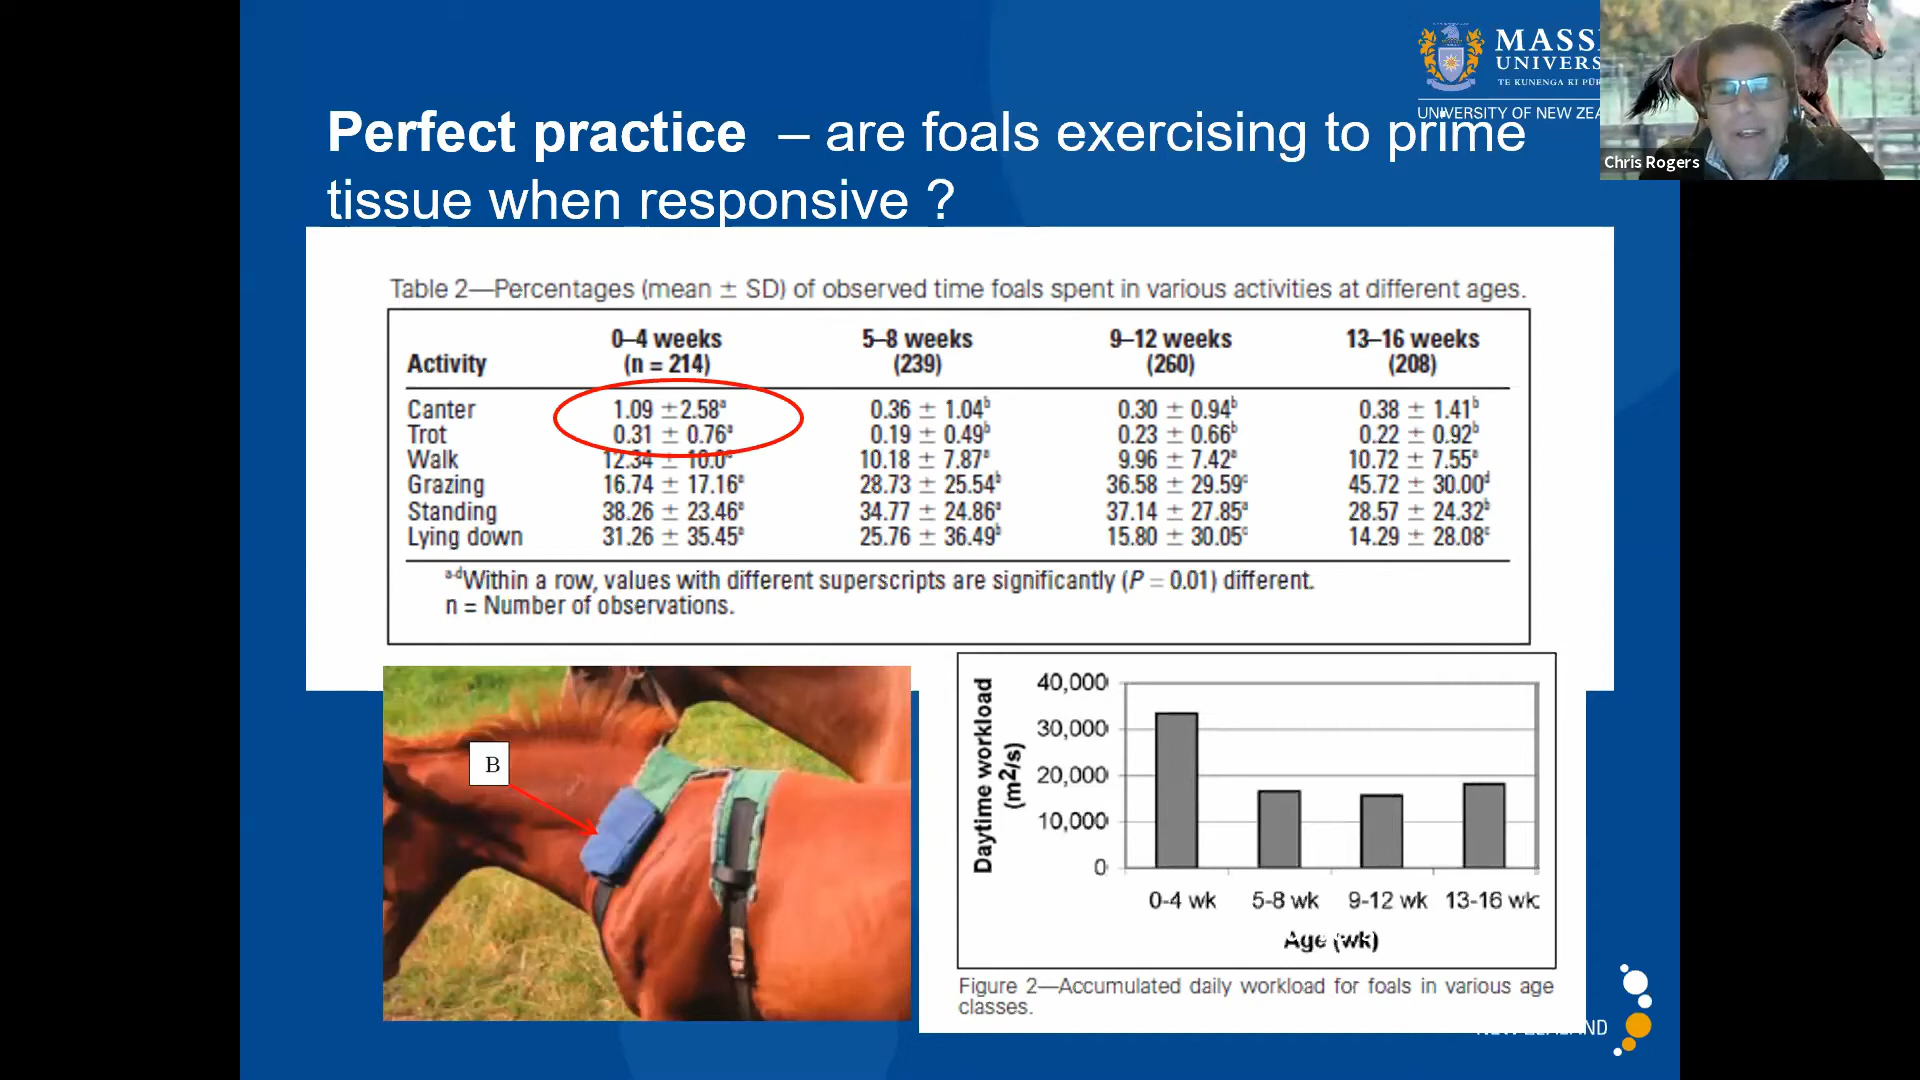 MASS
UNIVERS
TE KUNENGA KI PŪR
UNIVERSITY OF NEW ZEA
Chris Rogers
Perfect practice – are foals exercising to prime
tissue when responsive ?
Table 2—Percentages (mean ± SD) of observed time foals spent in various activities at different ages.
0–4 weeks 5–8 weeks 9–12 weeks 13–16 weeks
Activity (n = 214) (239) (260) (208)
Canter 1.09 ±2.58a 0.36 ± 1.04b 0.30 ± 0.94b 0.38 ± 1.41b
Trot 0.31 ± 0.76a 0.19 ± 0.49b 0.23 ± 0.66b 0.22 ± 0.92b
Walk 12.34 ± 10.0a 10.18 ± 7.87a 9.96 ± 7.42a 10.72 ± 7.55a
Grazing 16.74 ± 17.16a 28.73 ± 25.54b 36.58 ± 29.59c 45.72 ± 30.00d
Standing 38.26 ± 23.46a 34.77 ± 24.86a 37.14 ± 27.85a 28.57 ± 24.32b
Lying down 31.26 ± 35.45a 25.76 ± 36.49b 15.80 ± 30.05c 14.29 ± 28.08c
a-dWithin a row, values with different superscripts are significantly (P = 0.01) different.
n = Number of observations.
B
Daytime workload
(m2/s)
40,000
30,000
20,000
10,000
0
0-4 wk 5-8 wk 9-12 wk 13-16 wk
Age (wk)
Figure 2—Accumulated daily workload for foals in various age
classes.
NEW ZEALAND